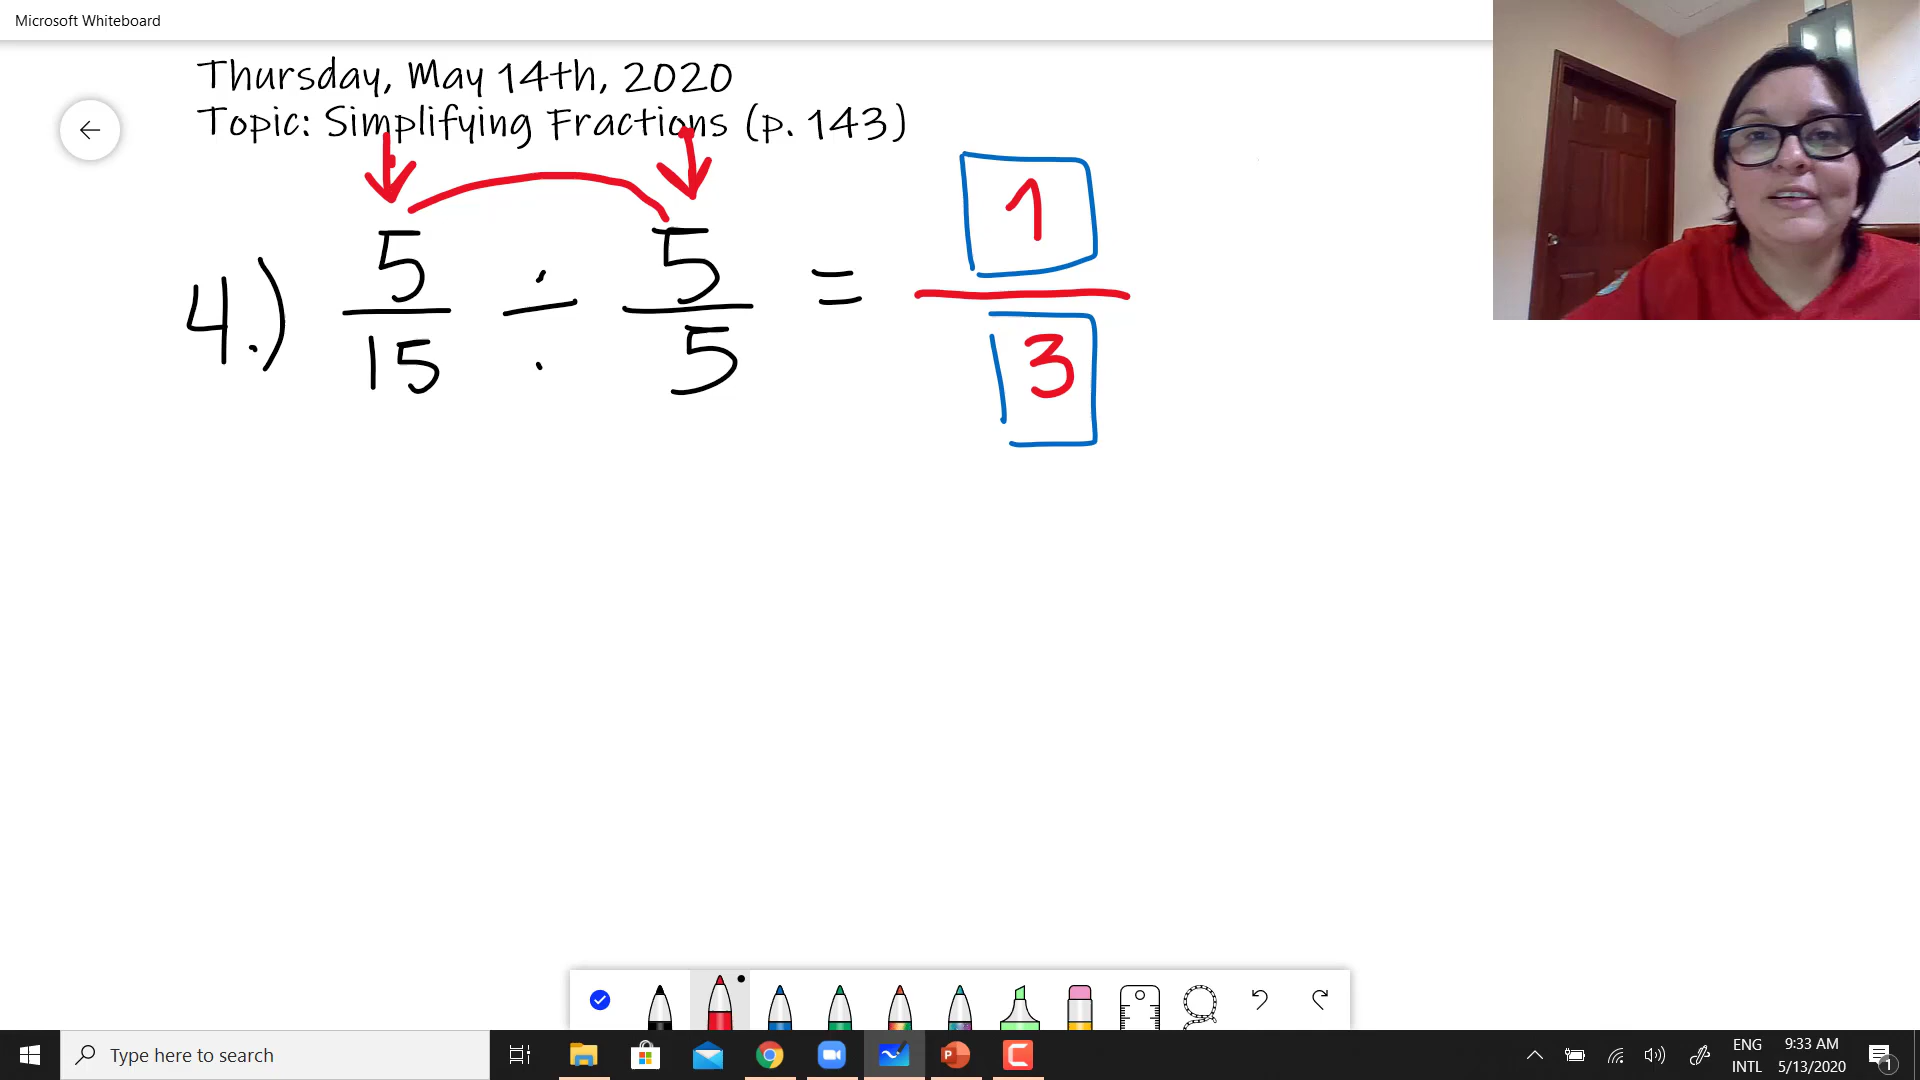 Microsoft Whiteboard
Thursday, May 14th, 2020
Topic: Simplifying Fractions (p. 143)
4.) 5/15 ÷ 5/5 = 1/3
Type here to search
ENG
INTL
9:33 AM
5/13/2020
1